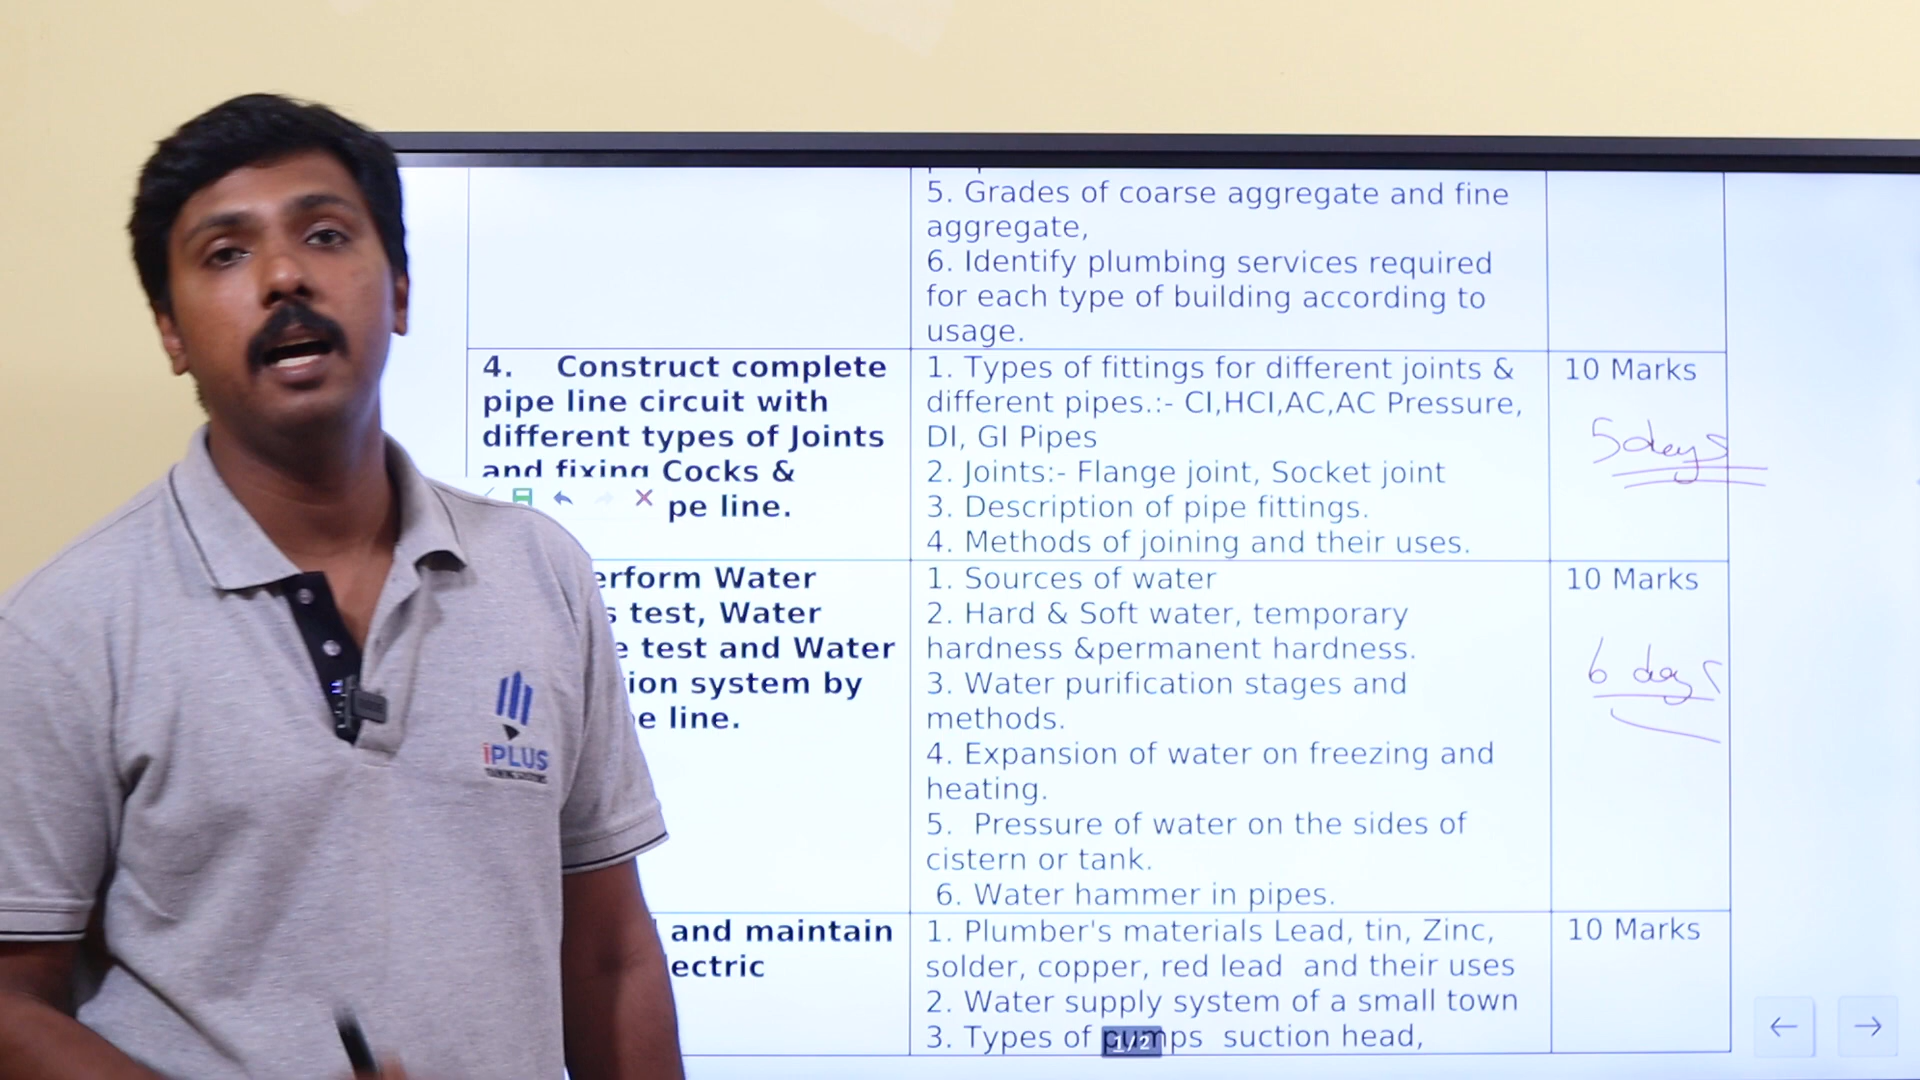 5. Grades of coarse aggregate and fine
aggregate,
6. Identify plumbing services required
for each type of building according to
usage.
4. Construct complete
pipe line circuit with
different types of Joints
and fixing Cocks &
pe line.
1. Types of fittings for different joints &
different pipes.:- CI,HCI,AC,AC Pressure,
DI, GI Pipes
2. Joints:- Flange joint, Socket joint
3. Description of pipe fittings.
4. Methods of joining and their uses.
10 Marks
5 days
erform Water
s test, Water
e test and Water
ion system by
e line.
1. Sources of water
2. Hard & Soft water, temporary
hardness &permanent hardness.
3. Water purification stages and
methods.
4. Expansion of water on freezing and
heating.
5. Pressure of water on the sides of
cistern or tank.
6. Water hammer in pipes.
10 Marks
6 days
and maintain
lectric
1. Plumber's materials Lead, tin, Zinc,
solder, copper, red lead and their uses
2. Water supply system of a small town
3. Types of pumps suction head,
10 Marks
1/2
iPLUS